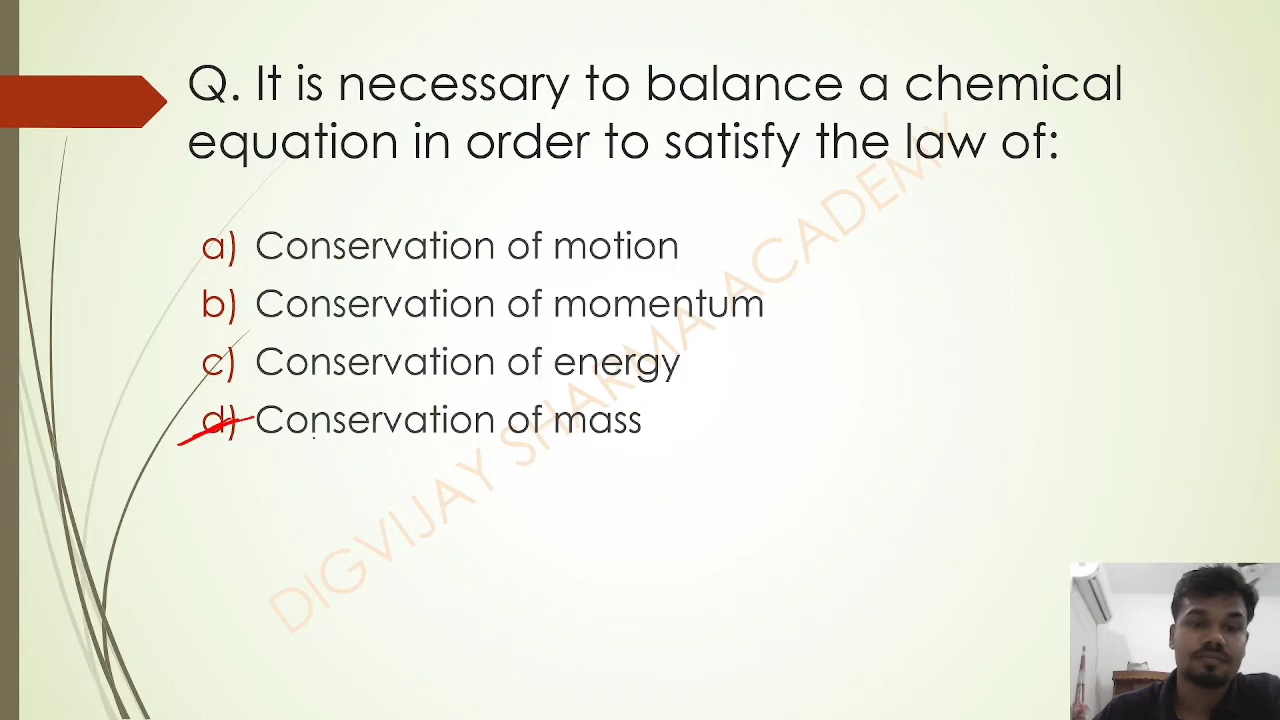 Q. It is necessary to balance a chemical
equation in order to satisfy the law of:
a) Conservation of motion
b) Conservation of momentum
c) Conservation of energy
d) Conservation of mass
DIGVIJAY SHARMA ACADEMY